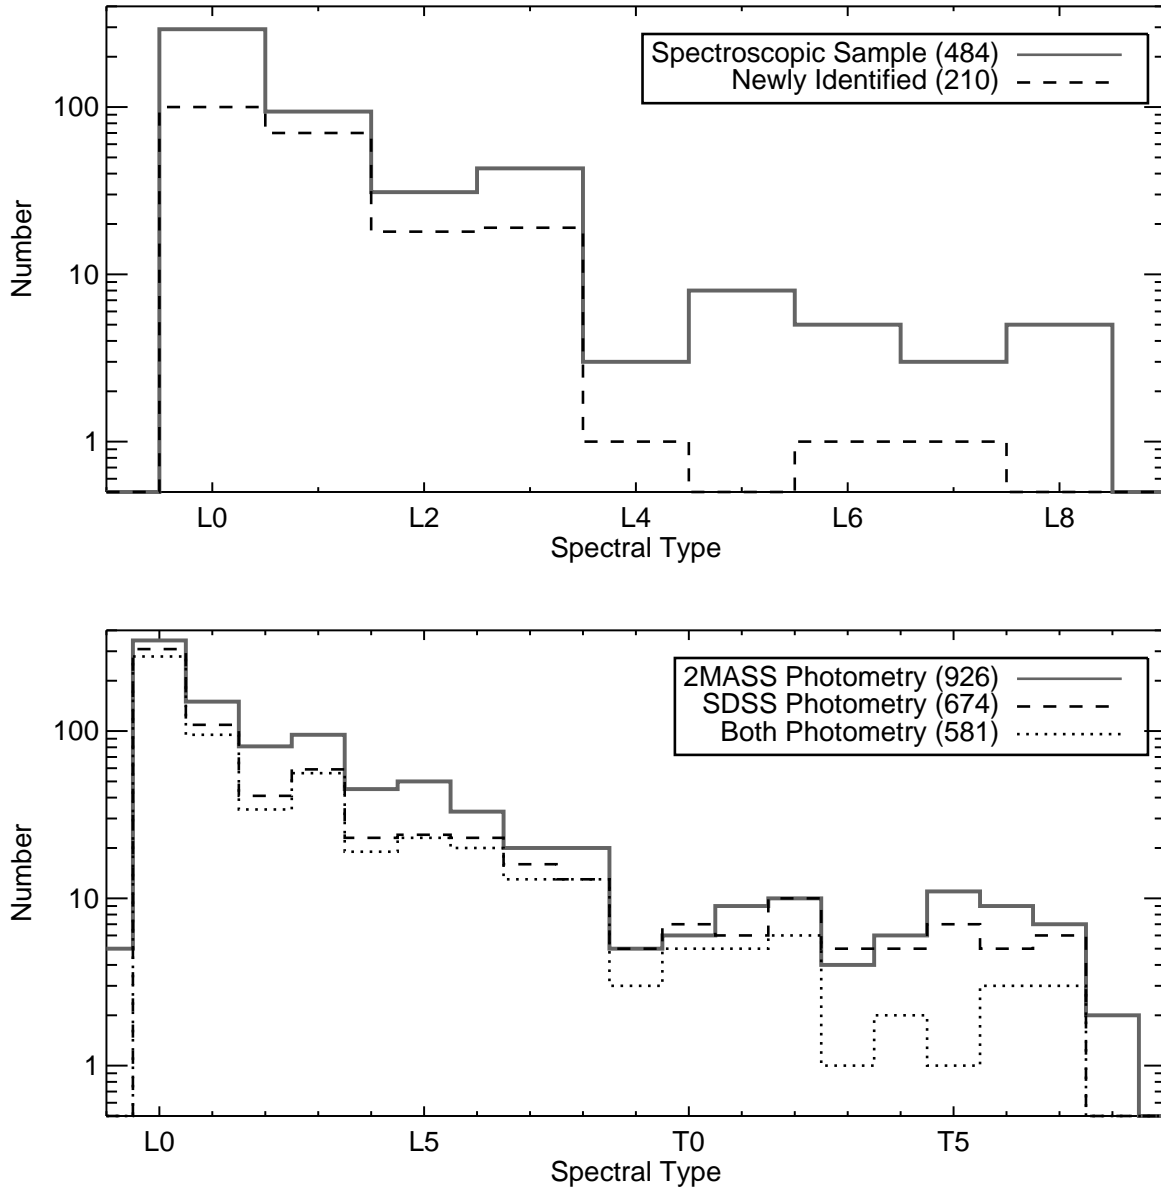 Spectroscopic Sample (484)
Newly Identified (210)
100
10
1
Number
L0 L2 L4 L6 L8
Spectral Type
2MASS Photometry (926)
SDSS Photometry (674)
Both Photometry (581)
100
10
1
Number
L0 L5 T0 T5
Spectral Type